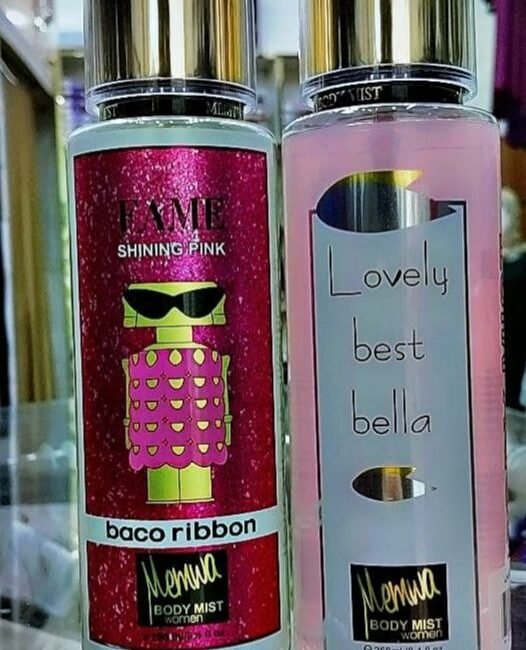 BODY MIST
FAME
SHINING PINK
baco ribbon
Memwa
BODY MIST
women
Lovely
best
bella
Memwa
BODY MIST
women